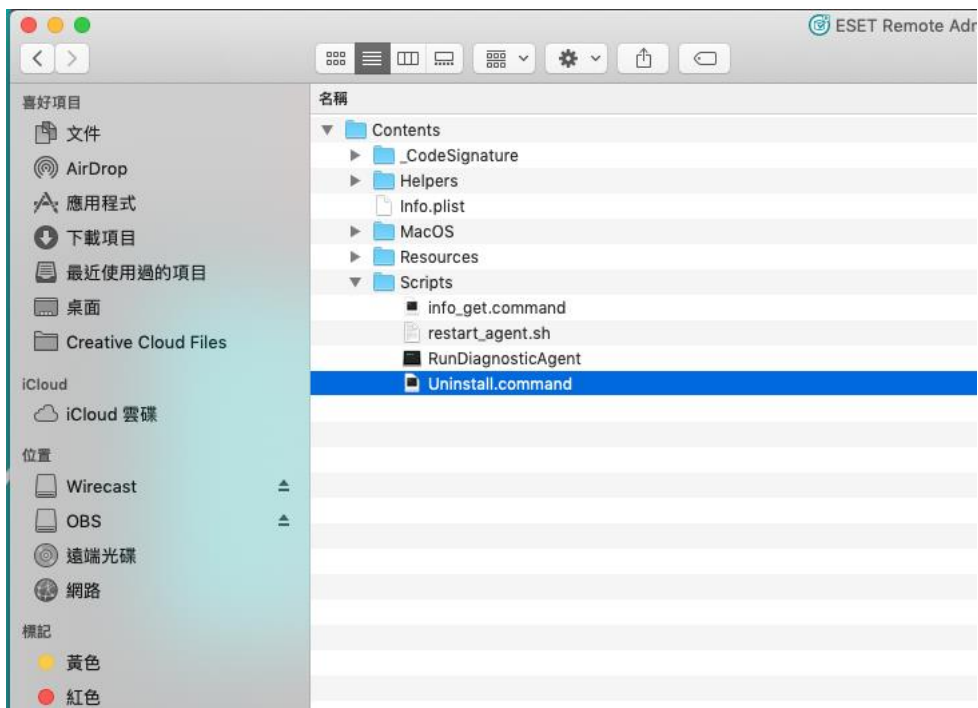 ESET Remote Adr
喜好項目
文件
AirDrop
應用程式
下載項目
最近使用過的項目
桌面
Creative Cloud Files
iCloud
iCloud 雲碟
位置
Wirecast
OBS
遠端光碟
網路
標記
黃色
紅色
名稱
Contents
_CodeSignature
Helpers
Info.plist
MacOS
Resources
Scripts
info_get.command
restart_agent.sh
RunDiagnosticAgent
Uninstall.command